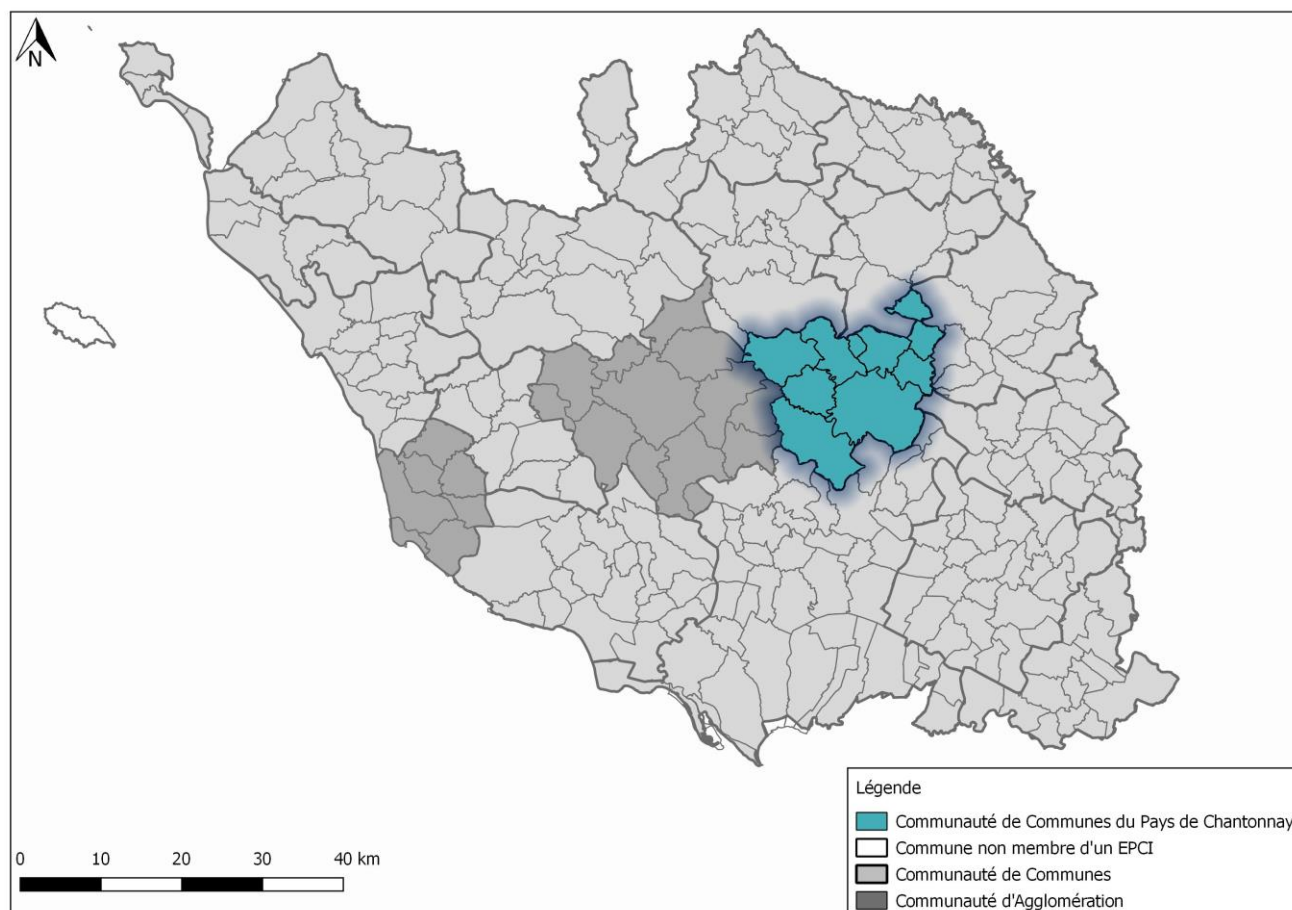 N
Légende
Communauté de Communes du Pays de Chantonnay
Commune non membre d'un EPCI
Communauté de Communes
Communauté d'Agglomération
0 10 20 30 40 km